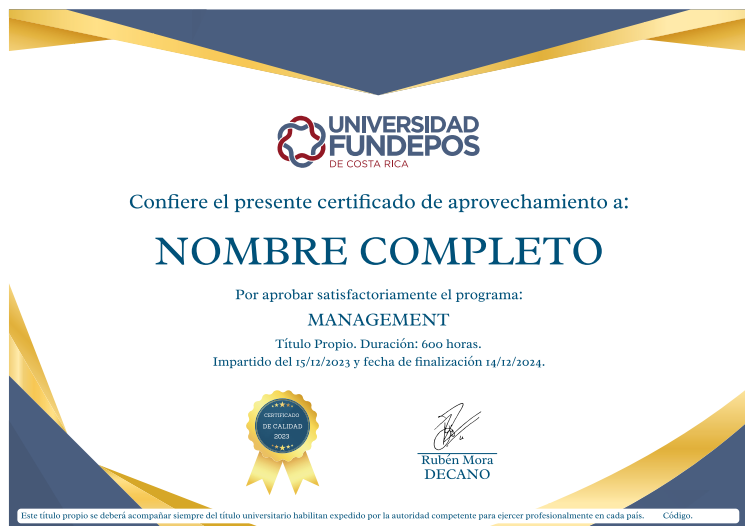 UNIVERSIDAD
FUNDEPOS
DE COSTA RICA
Confiere el presente certificado de aprovechamiento a:
NOMBRE COMPLETO
Por aprobar satisfactoriamente el programa:
MANAGEMENT
Título Propio. Duración: 600 horas.
Impartido del 15/12/2023 y fecha de finalización 14/12/2024.
CERTIFICADO
DE CALIDAD
2023
Rubén Mora
DECANO
Este título propio se deberá acompañar siempre del título universitario habilitan expedido por la autoridad competente para ejercer profesionalmente en cada país. Código.